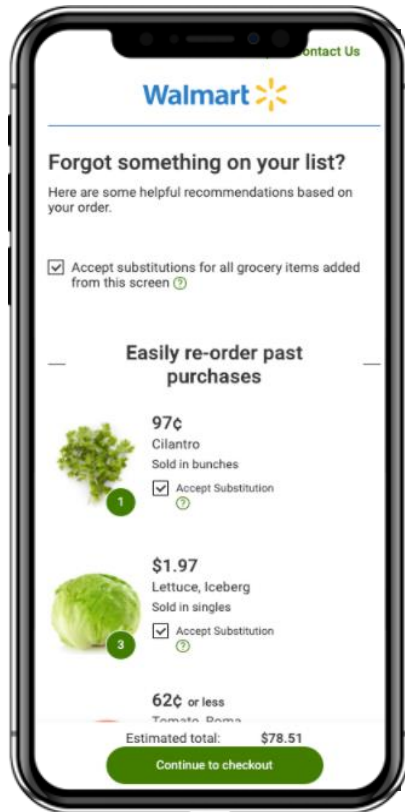 ontact Us
Walmart
Forgot something on your list?
Here are some helpful recommendations based on
your order.
Accept substitutions for all grocery items added
from this screen ?
Easily re-order past
purchases
97¢
Cilantro
Sold in bunches
Accept Substitution
?
1
$1.97
Lettuce, Iceberg
Sold in singles
Accept Substitution
?
3
62¢ or less
Tomato, Roma
Estimated total: $78.51
Continue to checkout